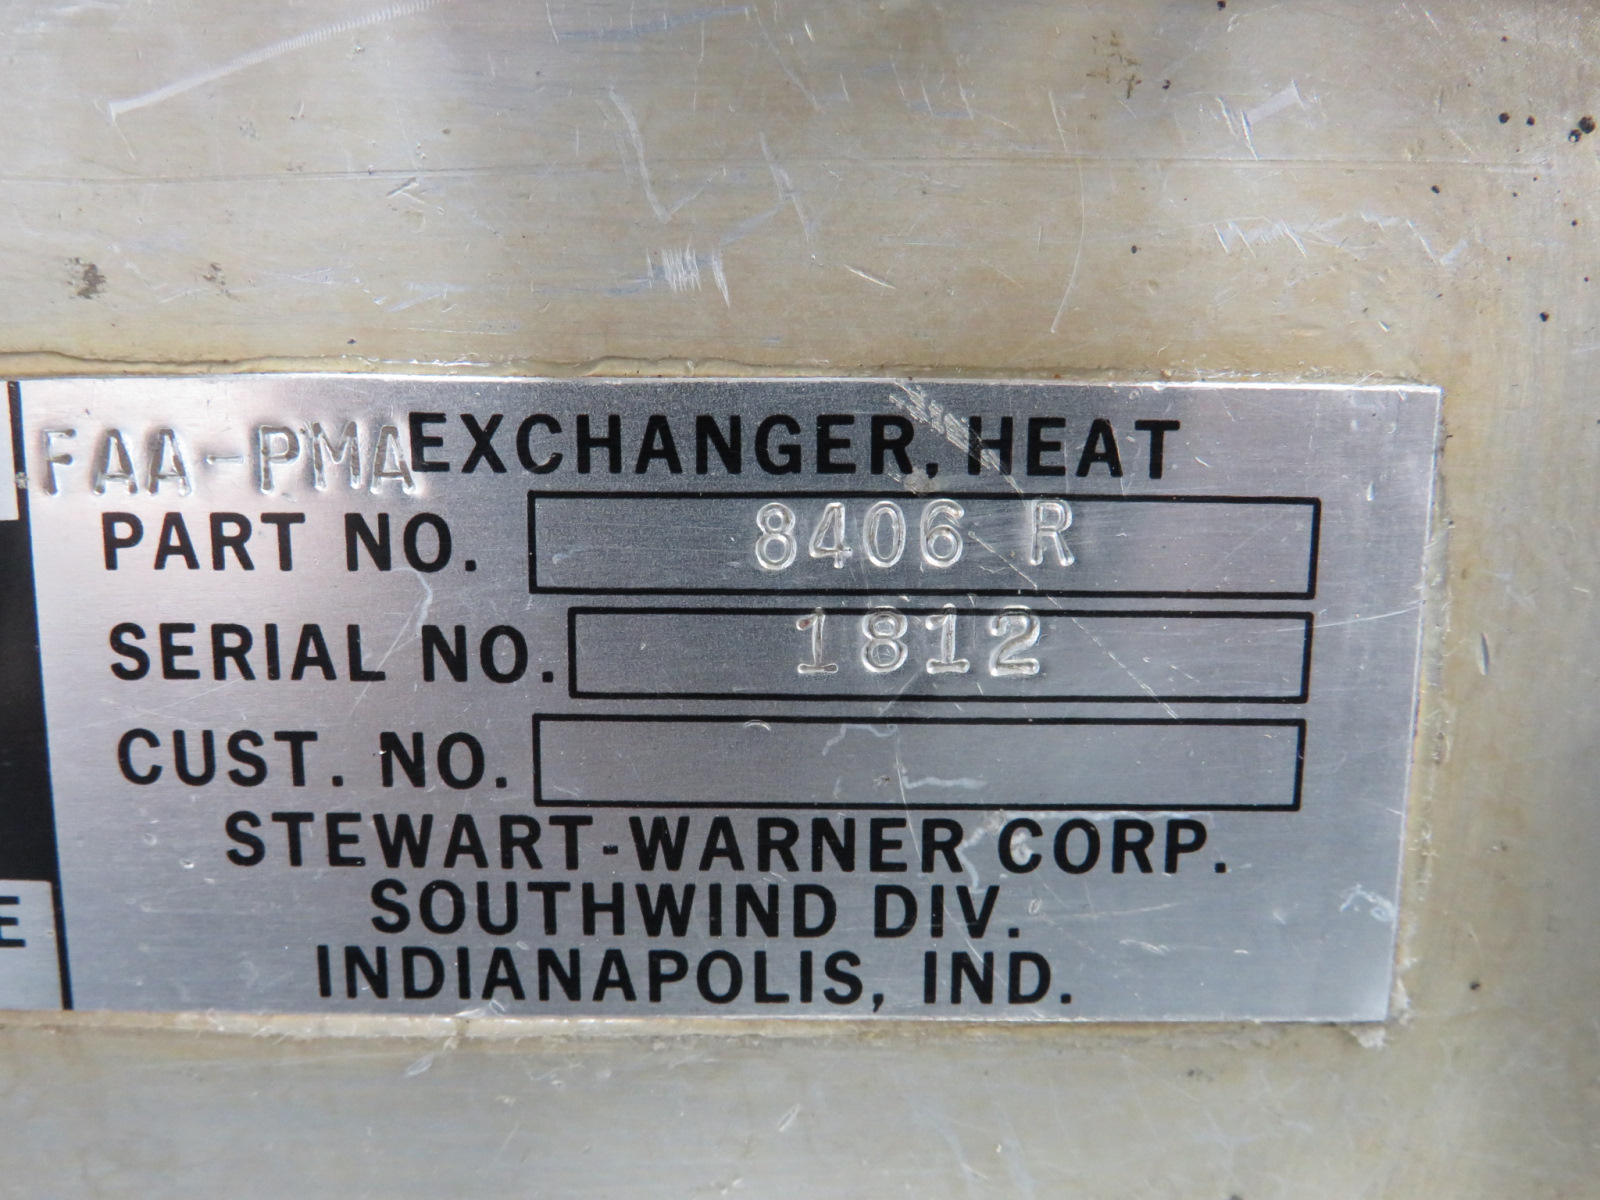 FAA-PMA EXCHANGER, HEAT
PART NO. 8406 R
SERIAL NO. 1812
CUST. NO.
STEWART-WARNER CORP.
SOUTHWIND DIV.
INDIANAPOLIS, IND.